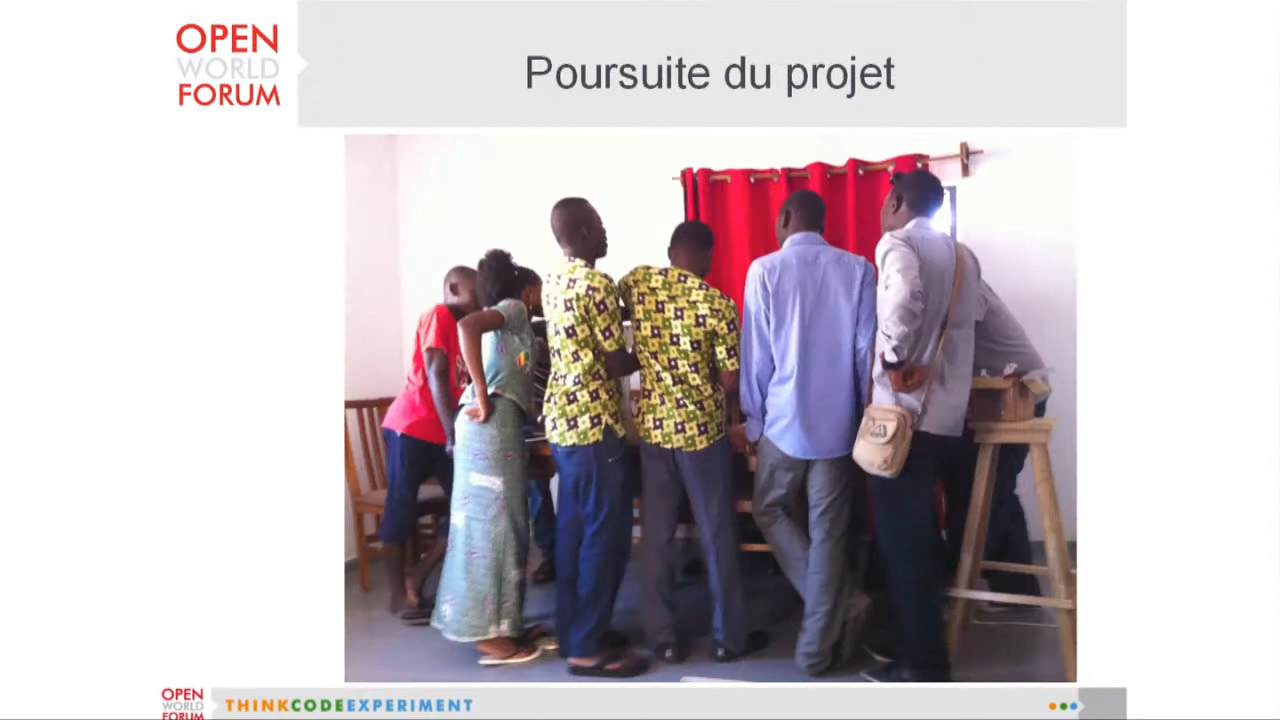 OPEN
WORLD
FORUM
Poursuite du projet
OPEN
WORLD
FORUM
THINKCODEEXPERIMENT